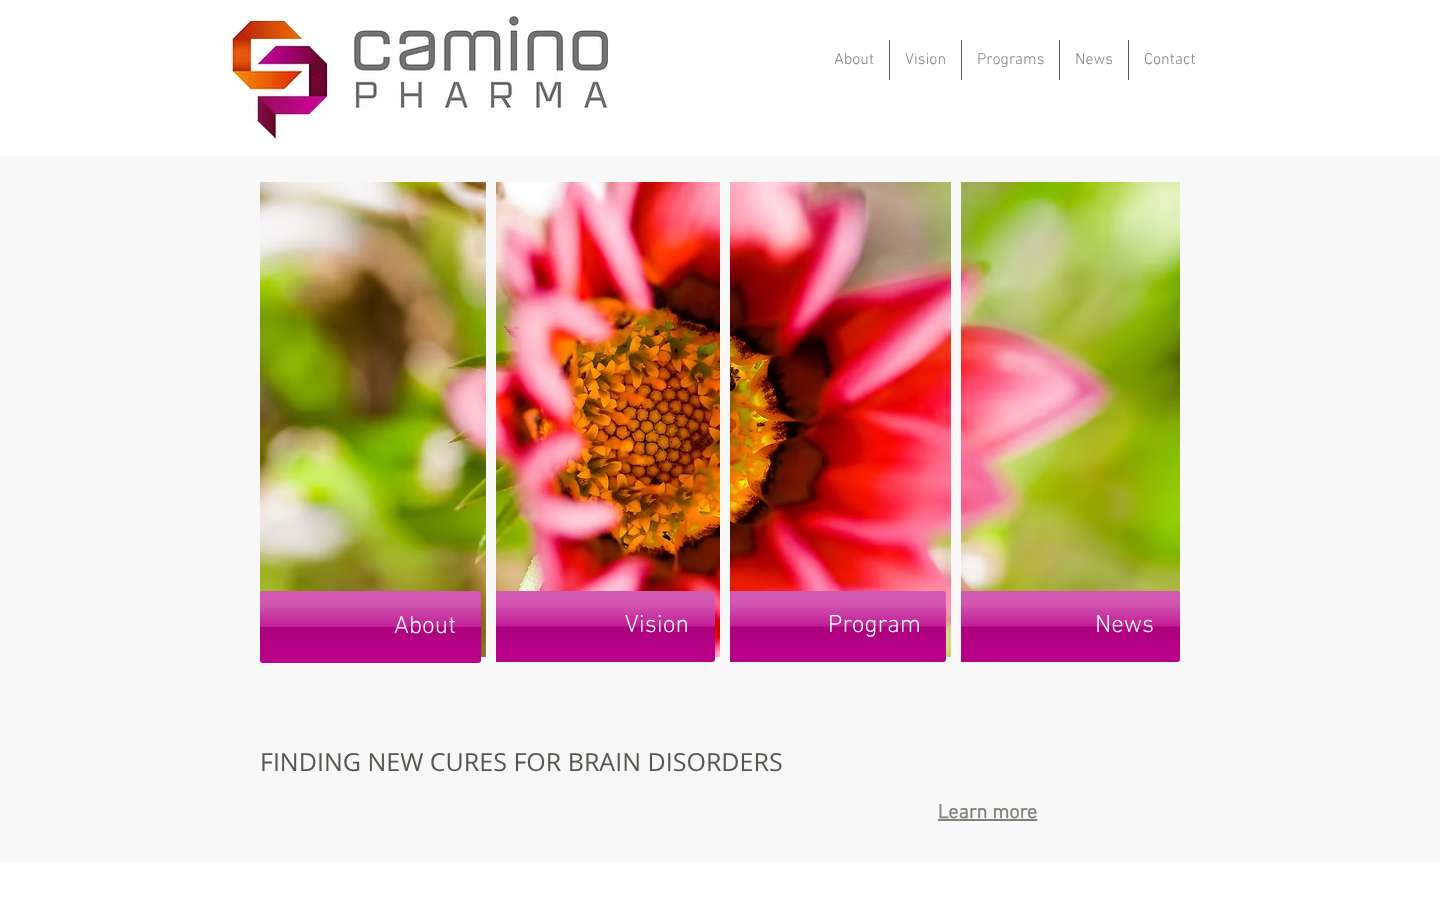 camino
PHARMA
About
Vision
Programs
News
Contact
About
Vision
Program
News
FINDING NEW CURES FOR BRAIN DISORDERS
Learn more